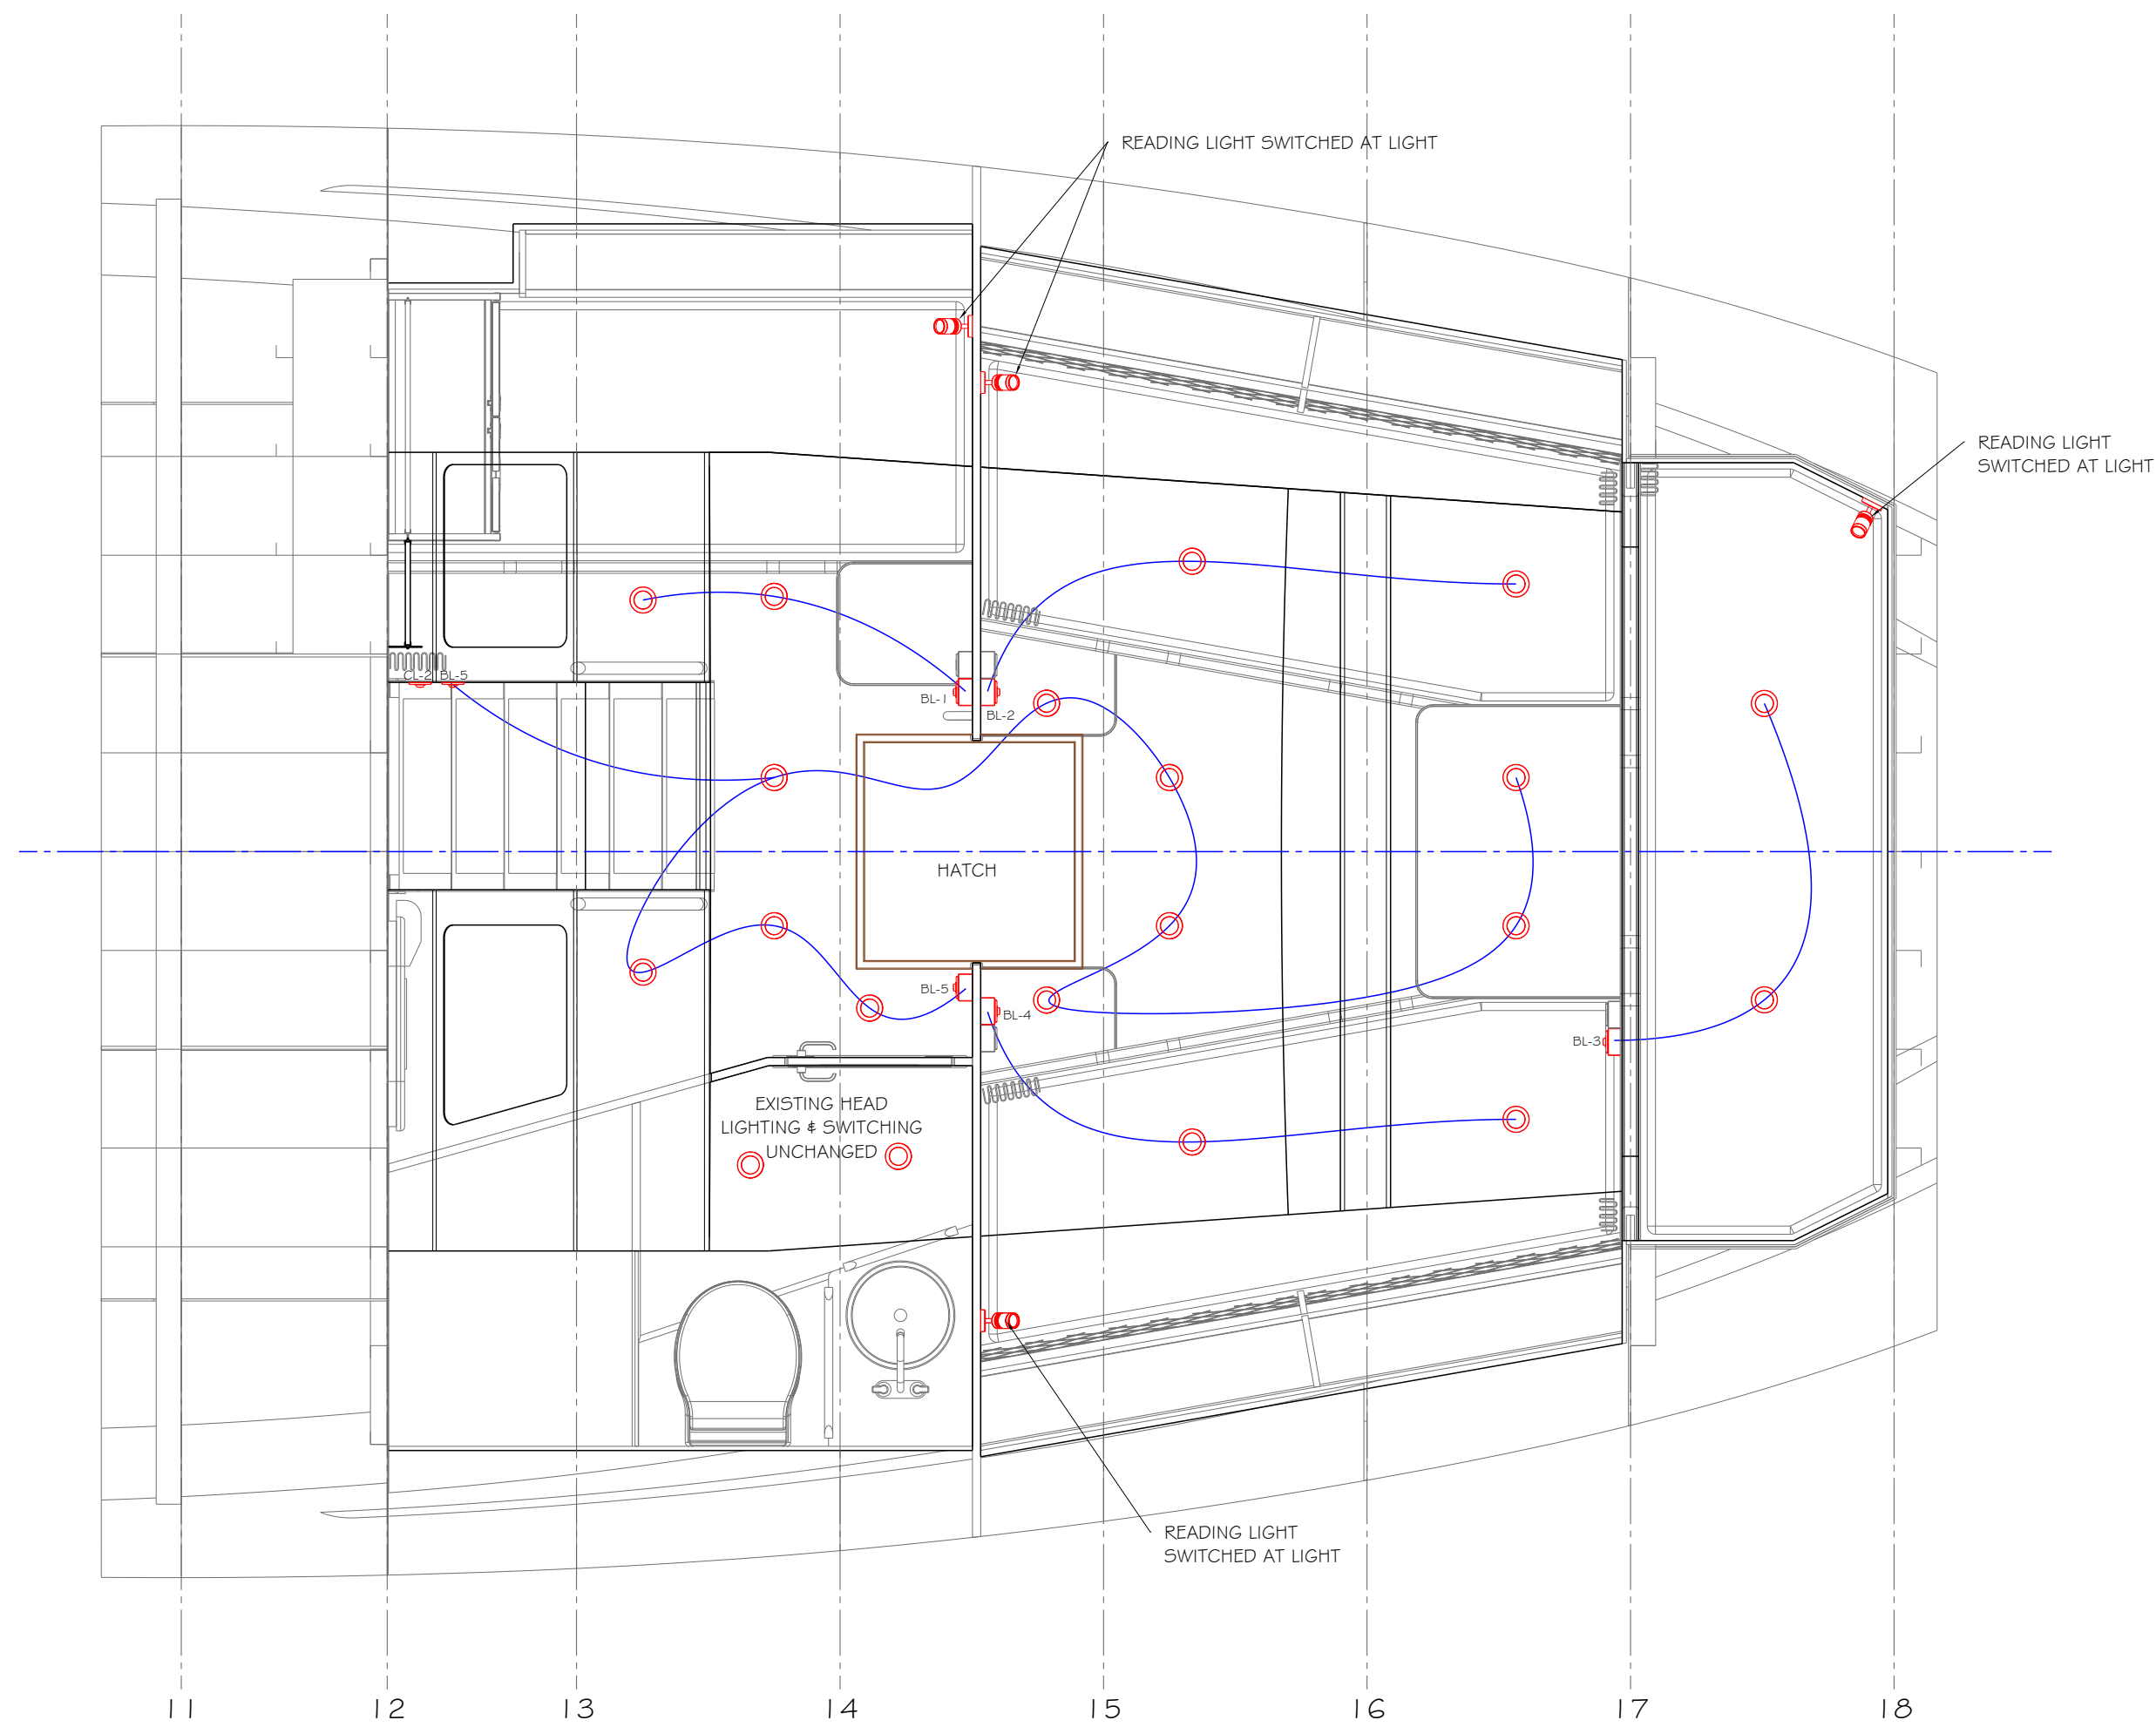 READING LIGHT SWITCHED AT LIGHT
READING LIGHT
SWITCHED AT LIGHT
CL-2 BL-5
BL-1
BL-2
HATCH
BL-5
BL-4
BL-3
EXISTING HEAD
LIGHTING & SWITCHING
UNCHANGED
READING LIGHT
SWITCHED AT LIGHT
11 12 13 14 15 16 17 18